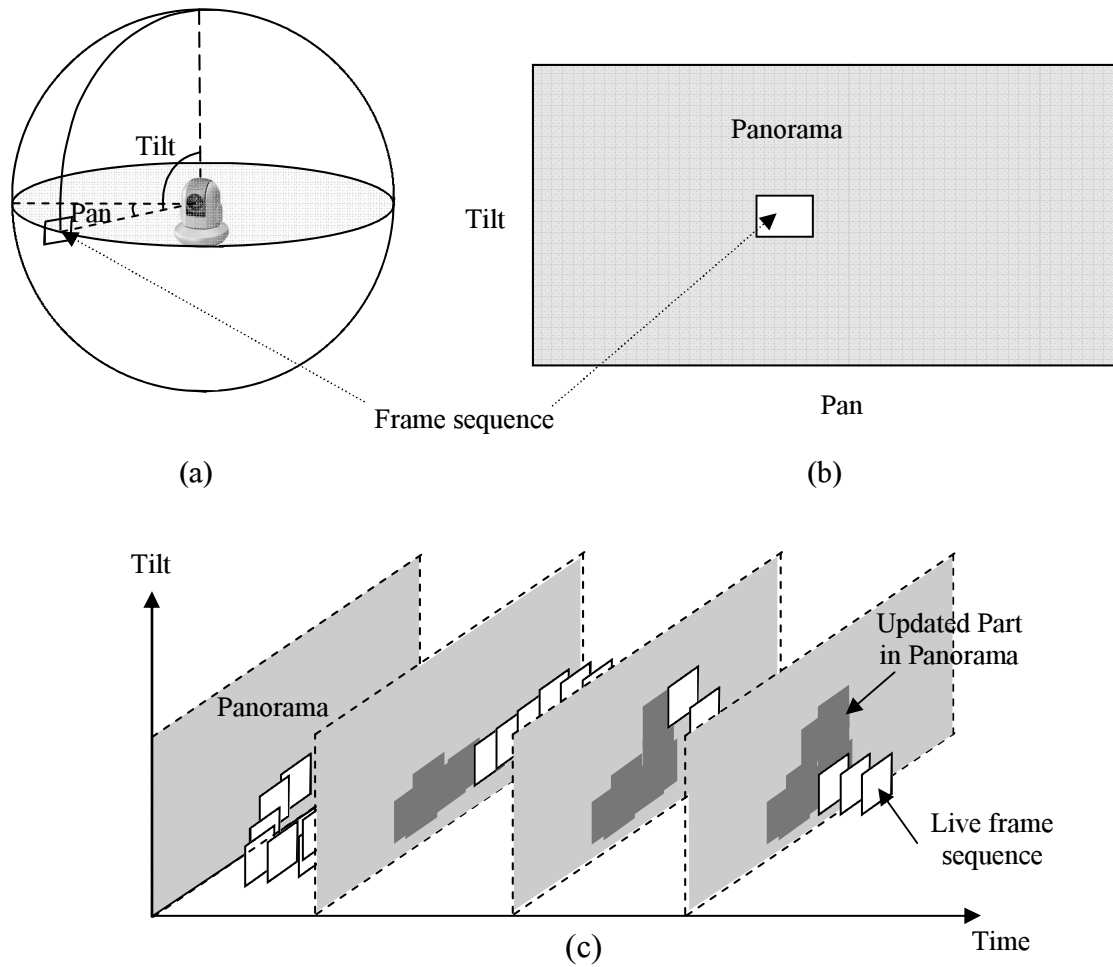 Tilt
Pan
Panorama
Tilt
Frame sequence
Pan
(a)
(b)
Tilt
Updated Part
in Panorama
Panorama
Live frame
sequence
Time
(c)